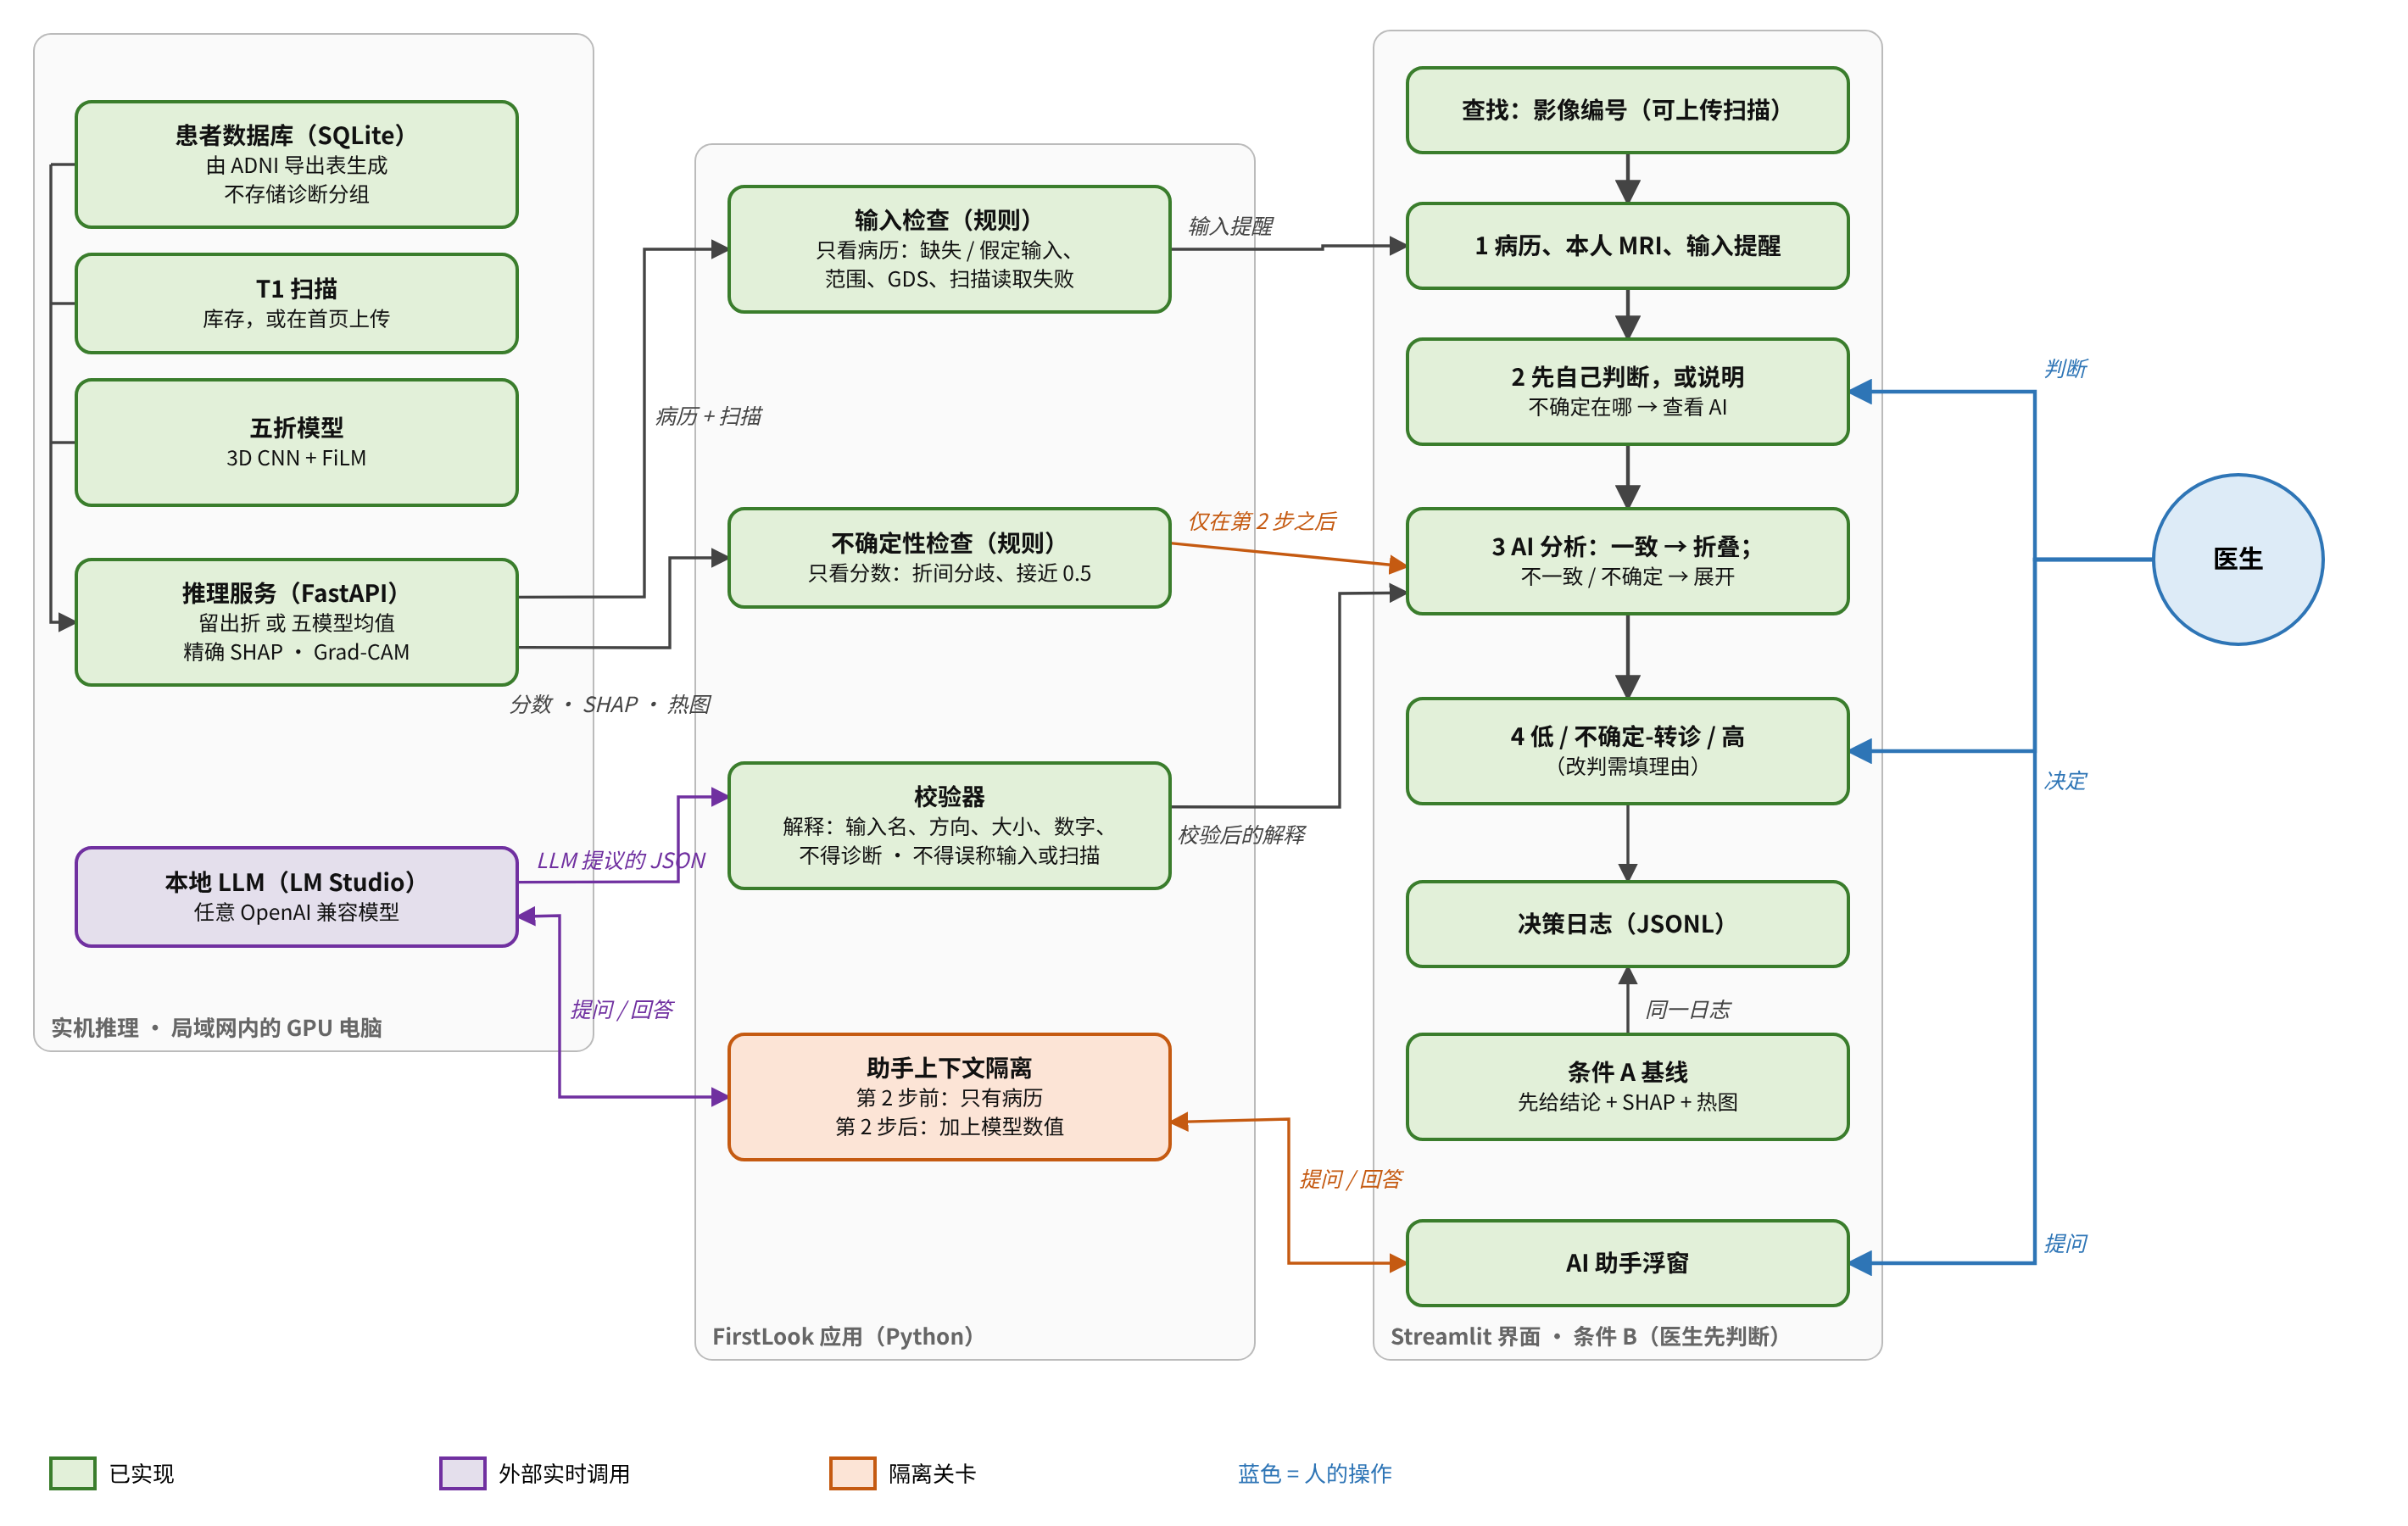 患者数据库（SQLite）
由 ADNI 导出表生成
不存储诊断分组
T1 扫描
库存，或在首页上传
五折模型
3D CNN + FiLM
推理服务（FastAPI）
留出折 或 五模型均值
精确 SHAP · Grad-CAM
分数 · SHAP · 热图
本地 LLM（LM Studio）
任意 OpenAI 兼容模型
LLM 提议的 JSON
提问 / 回答
实机推理 · 局域网内的 GPU 电脑
病历 + 扫描
输入检查（规则）
只看病历：缺失 / 假定输入、
范围、GDS、扫描读取失败
输入提醒
不确定性检查（规则）
只看分数：折间分歧、接近 0.5
仅在第 2 步之后
校验器
解释：输入名、方向、大小、数字、
不得诊断 · 不得误称输入或扫描
校验后的解释
助手上下文隔离
第 2 步前：只有病历
第 2 步后：加上模型数值
提问 / 回答
FirstLook 应用（Python）
查找：影像编号（可上传扫描）
1 病历、本人 MRI、输入提醒
2 先自己判断，或说明
不确定在哪 → 查看 AI
3 AI 分析：一致 → 折叠；
不一致 / 不确定 → 展开
4 低 / 不确定-转诊 / 高
（改判需填理由）
决策日志（JSONL）
同一日志
条件 A 基线
先给结论 + SHAP + 热图
AI 助手浮窗
Streamlit 界面 · 条件 B（医生先判断）
判断
医生
决定
提问
已实现
外部实时调用
隔离关卡
蓝色 = 人的操作